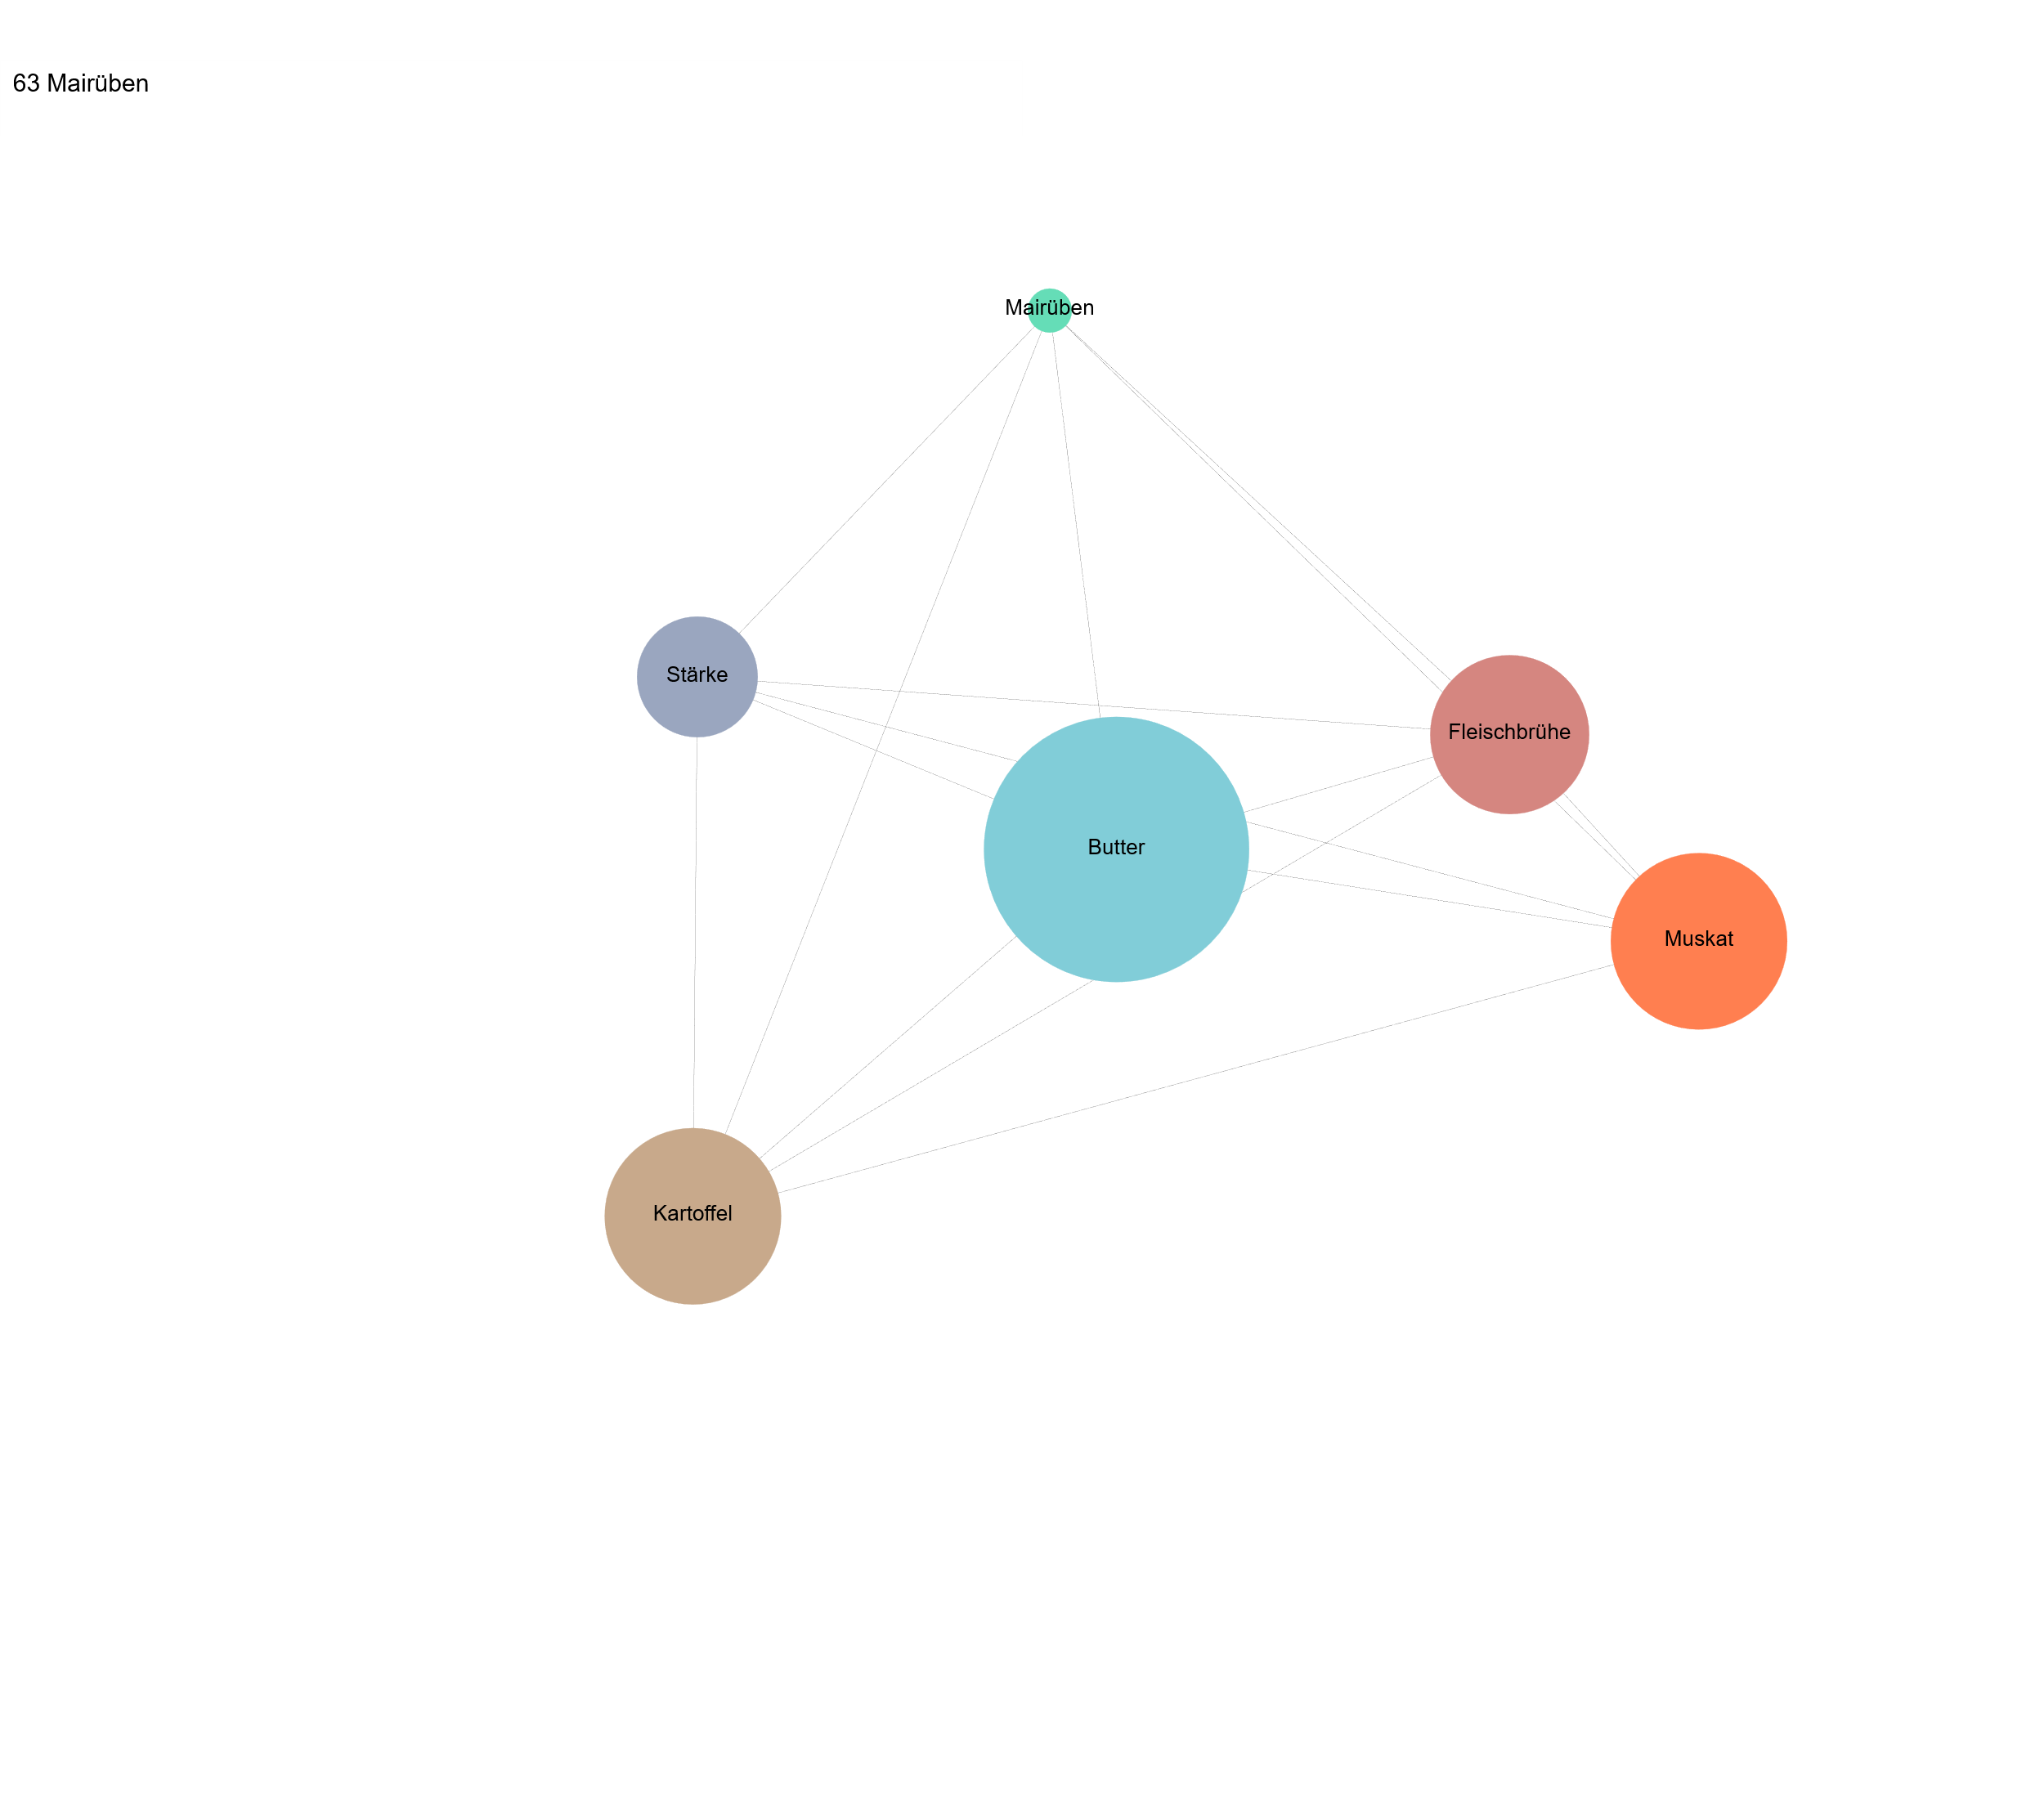 63 Mairüben
Mairüben
Stärke
Fleischbrühe
Butter
Muskat
Kartoffel